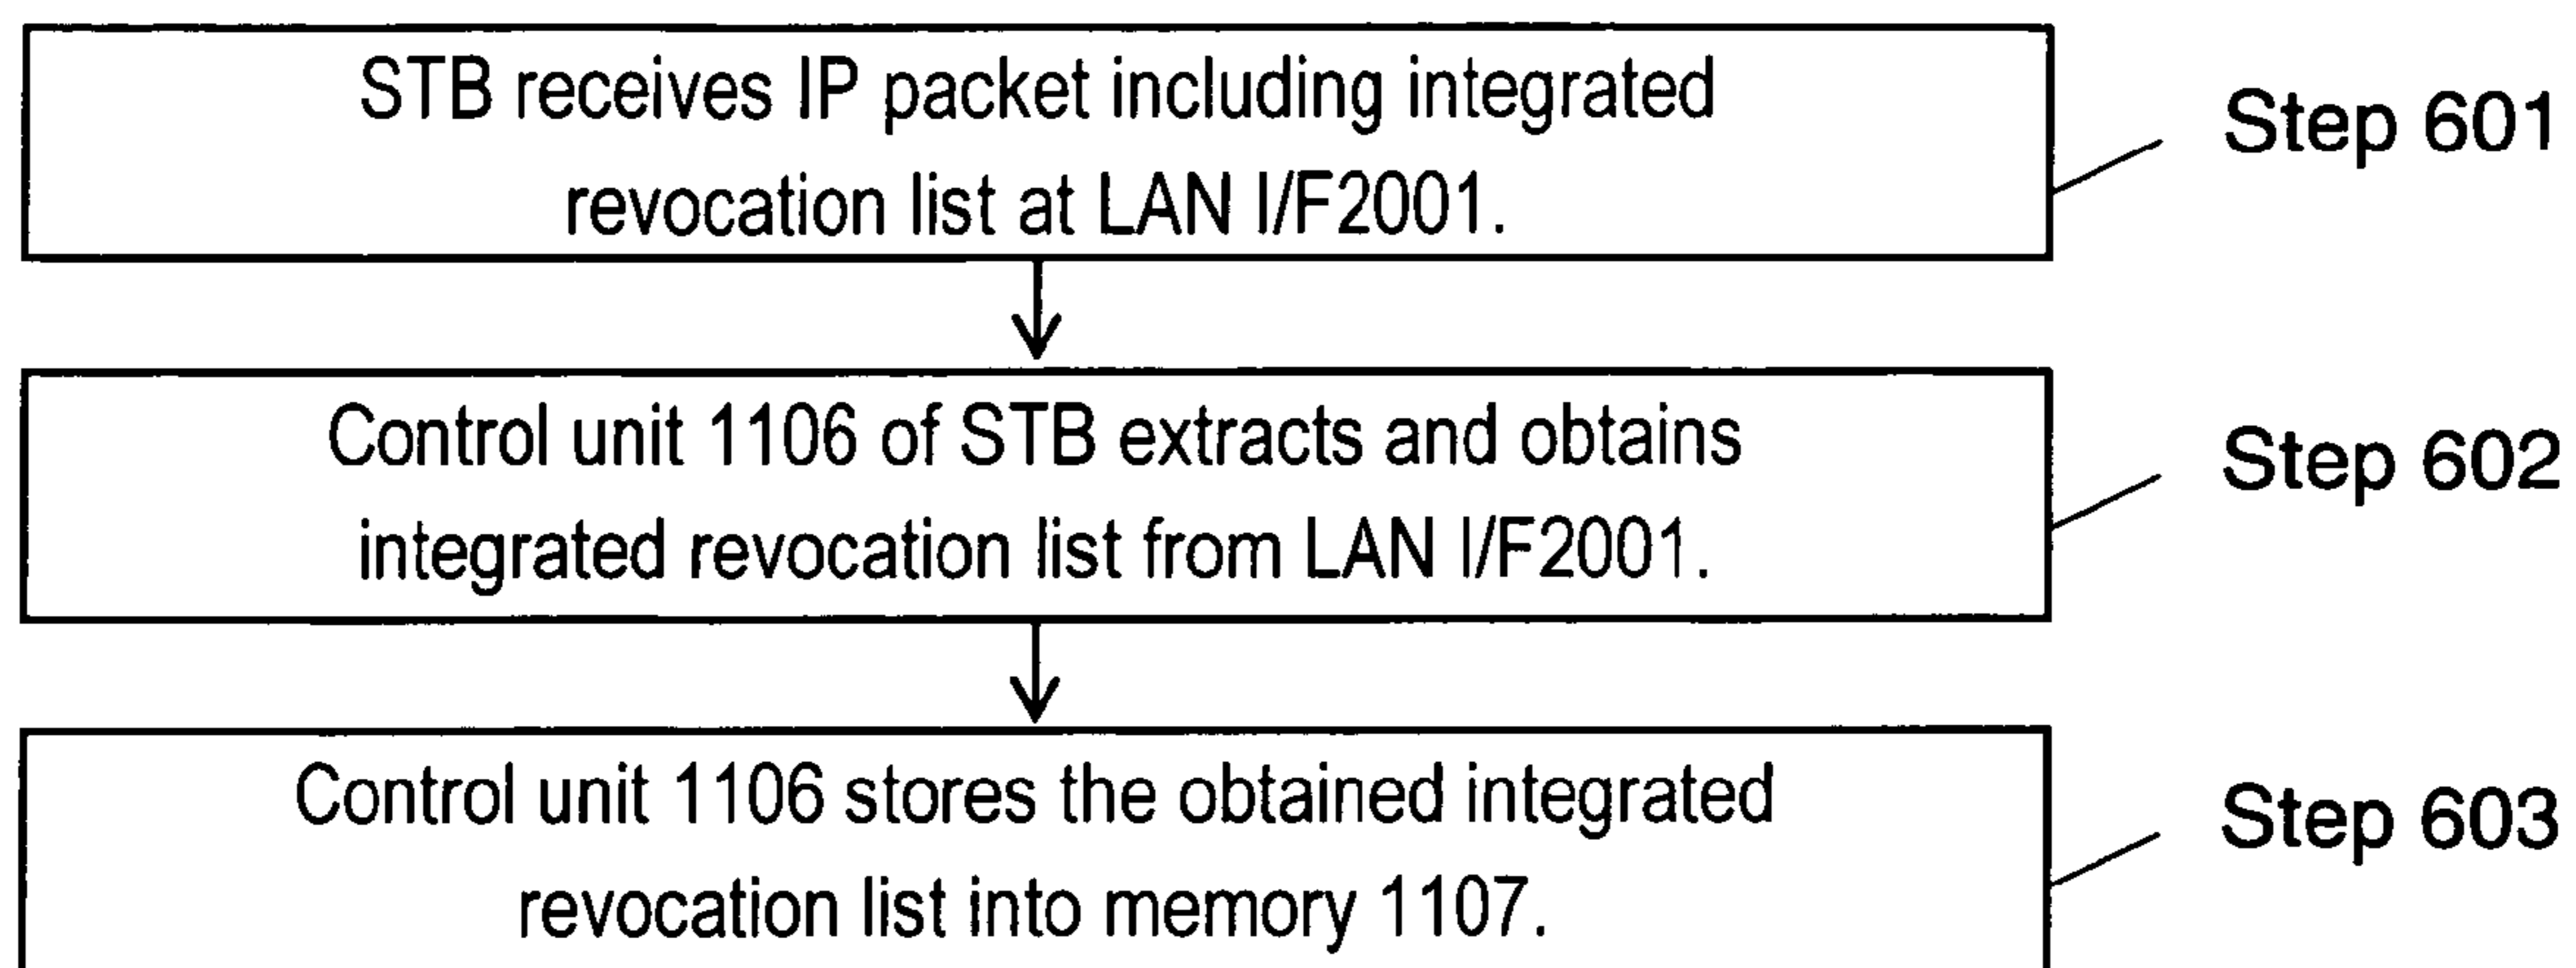 STB receives IP packet including integrated
revocation list at LAN I/F2001.
Step 601
Control unit 1106 of STB extracts and obtains
integrated revocation list from LAN I/F2001.
Step 602
Control unit 1106 stores the obtained integrated
revocation list into memory 1107.
Step 603